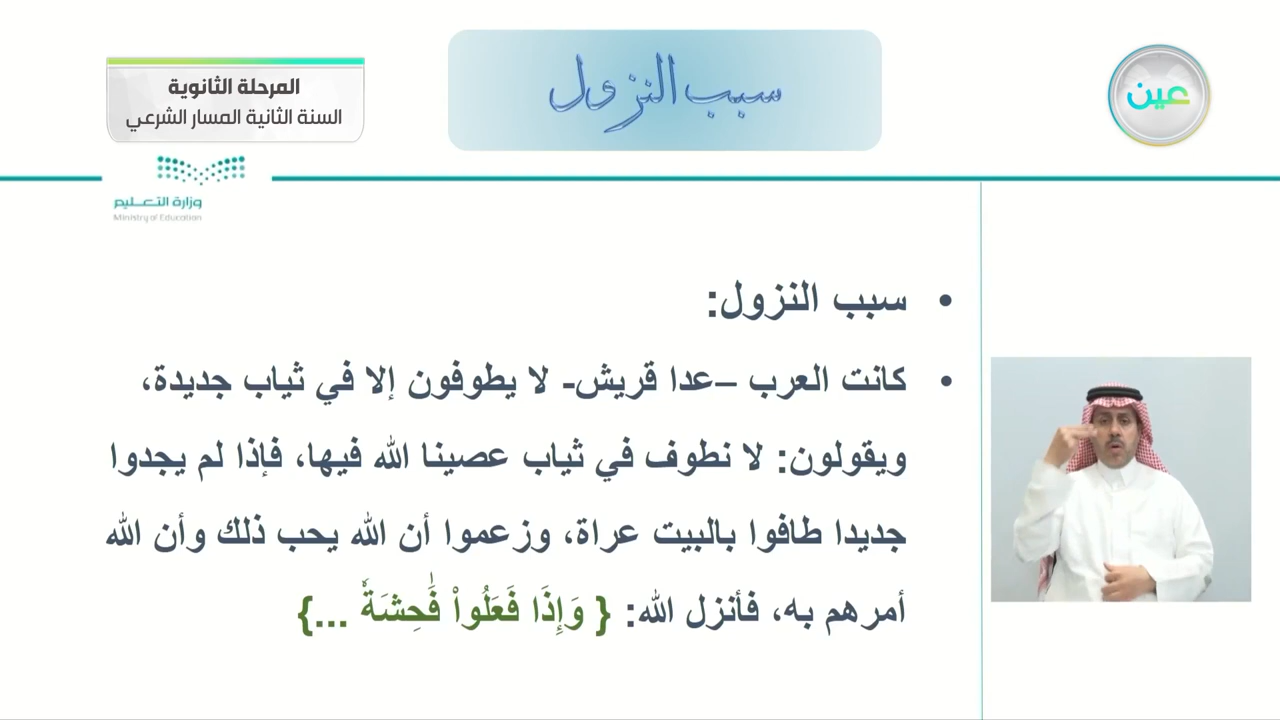 المرحلة الثانوية
السنة الثانية المسار الشرعي
سبب النزول
عين
وزارة التعـــليم
Ministry of Education
• سبب النزول:
• كانت العرب –عدا قريش- لا يطوفون إلا في ثياب جديدة،
ويقولون: لا نطوف في ثياب عصينا الله فيها، فإذا لم يجدوا
جديدا طافوا بالبيت عراة، وزعموا أن الله يحب ذلك وأن الله
أمرهم به، فأنزل الله: { وَإِذَا فَعَلُواْ فَٰحِشَةٗ ...}